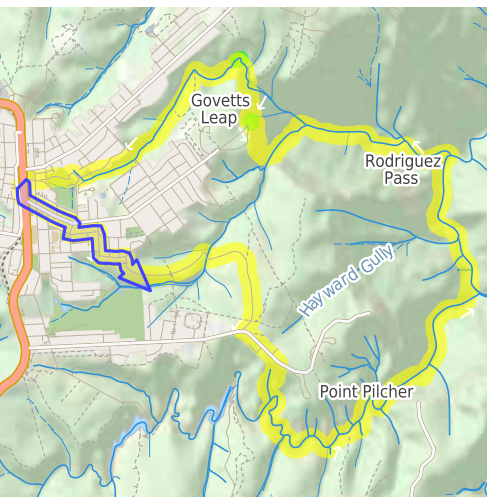 Govetts
Leap
Rodriguez
Pass
Hayward Gully
Point Pilcher